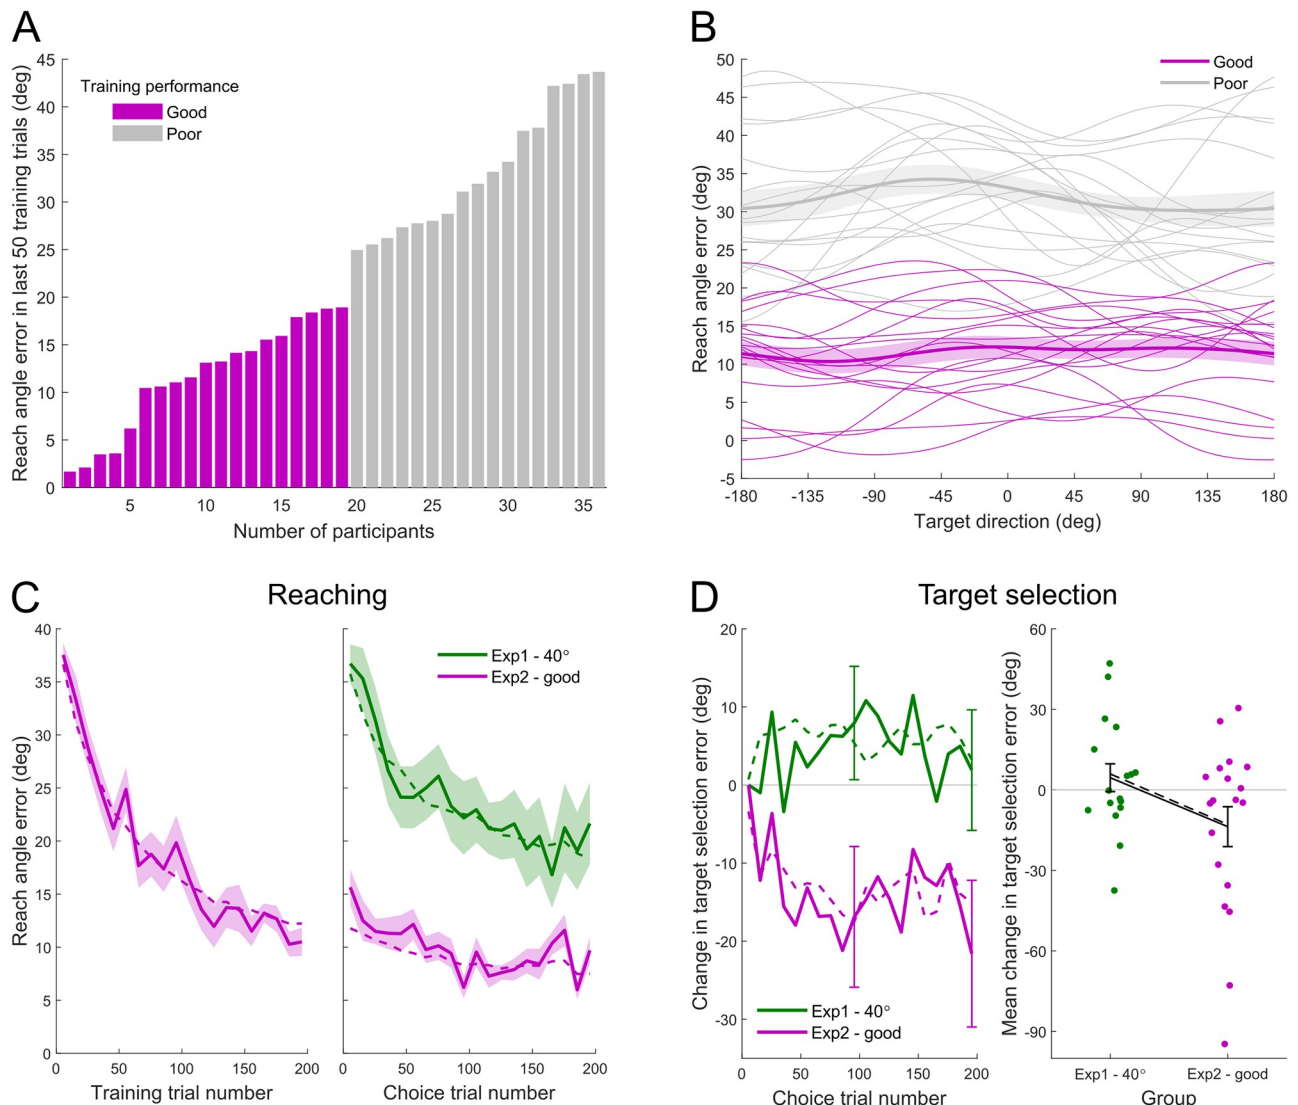 A
Reach angle error in last 50 training trials (deg)
45
40
35
30
25
20
15
10
5
0
Training performance
Good
Poor
5
10
15
20
25
30
35
Number of participants
B
Reach angle error (deg)
50
45
40
35
30
25
20
15
10
5
0
-5
Good
Poor
-180
-135
-90
-45
0
45
90
135
180
Target direction (deg)
C
Reaching
Reach angle error (deg)
40
35
30
25
20
15
10
5
0
0
50
100
150
200
Training trial number
Exp1 - 40°
Exp2 - good
0
50
100
150
200
Choice trial number
D
Target selection
Change in target selection error (deg)
20
10
0
-10
-20
-30
Exp1 - 40°
Exp2 - good
0
50
100
150
200
Choice trial number
Mean change in target selection error (deg)
60
30
0
-30
-60
-90
Exp1 - 40°
Exp2 - good
Group